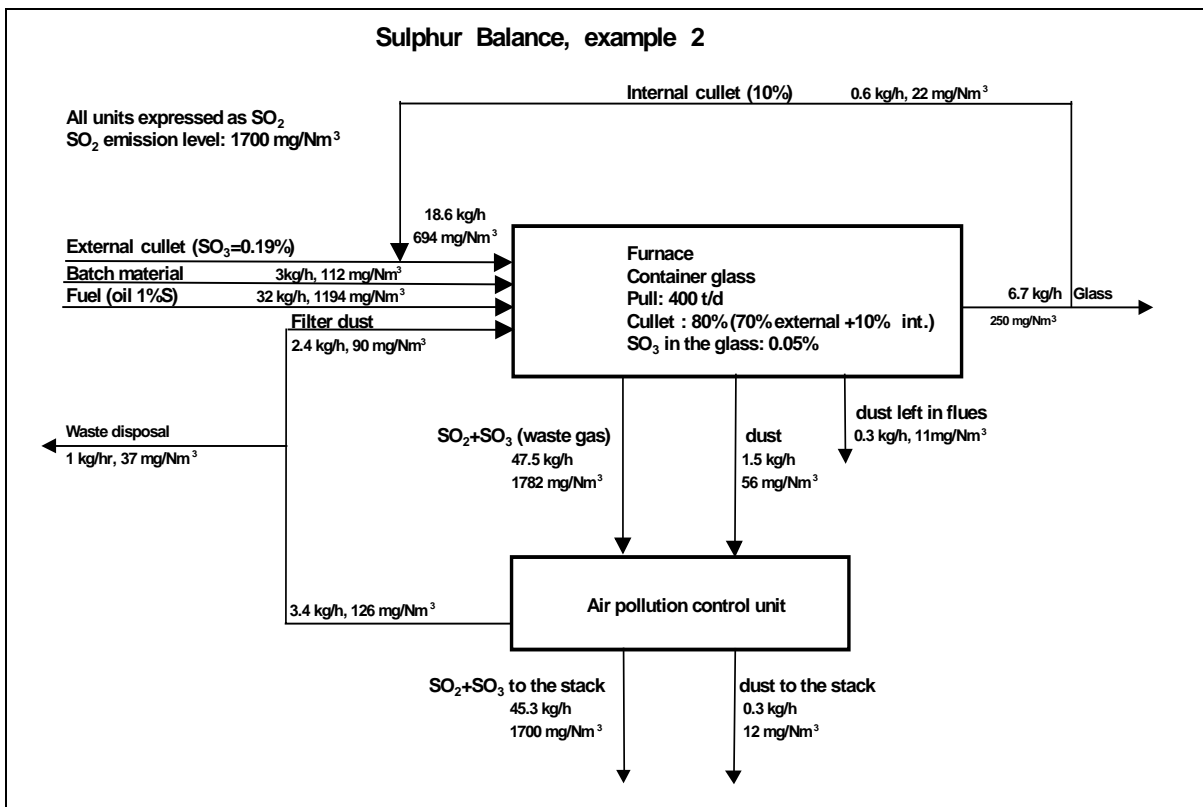 Sulphur Balance, example 2
Internal cullet (10%) 0.6 kg/h, 22 mg/Nm³
All units expressed as SO₂
SO₂ emission level: 1700 mg/Nm³
18.6 kg/h
694 mg/Nm³
External cullet (SO₃=0.19%)
Batch material 3kg/h, 112 mg/Nm³
Fuel (oil 1%S) 32 kg/h, 1194 mg/Nm³
Filter dust
2.4 kg/h, 90 mg/Nm³
Furnace
Container glass
Pull: 400 t/d
Cullet : 80% (70% external +10% int.)
SO₃ in the glass: 0.05%
6.7 kg/h Glass
250 mg/Nm³
Waste disposal
1 kg/hr, 37 mg/Nm³
SO₂+SO₃ (waste gas)
47.5 kg/h
1782 mg/Nm³
dust
1.5 kg/h
56 mg/Nm³
dust left in flues
0.3 kg/h, 11mg/Nm³
3.4 kg/h, 126 mg/Nm³
Air pollution control unit
SO₂+SO₃ to the stack
45.3 kg/h
1700 mg/Nm³
dust to the stack
0.3 kg/h
12 mg/Nm³